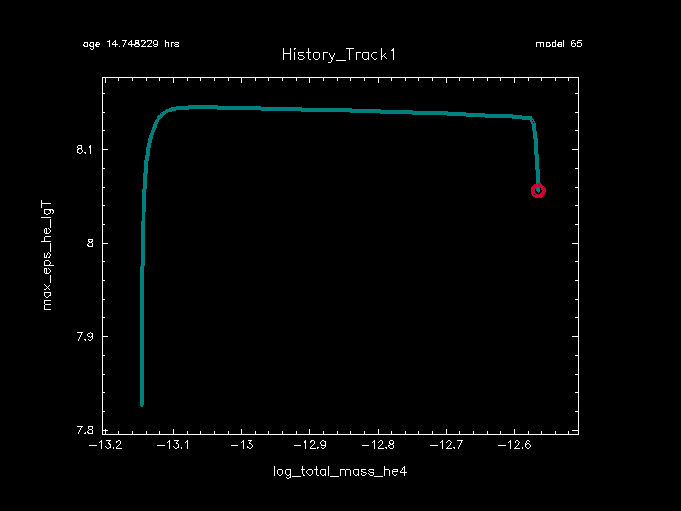 age 14.748229 hrs
model 65
History_Track1
8.1
8
7.9
7.8
max_eps_he_lgT
−13.2 −13.1 −13 −12.9 −12.8 −12.7 −12.6
log_total_mass_he4